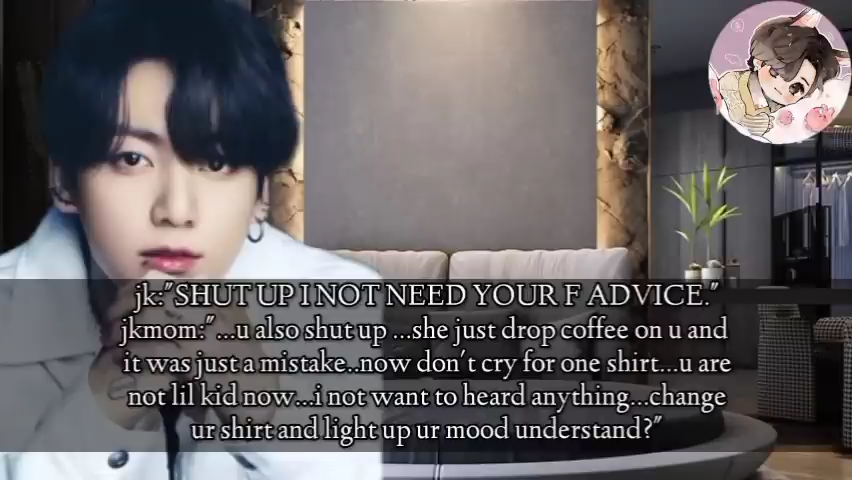 jk:"SHUT UP I NOT NEED YOUR F ADVICE."
jkmom:"...u also shut up ...she just drop coffee on u and
it was just a mistake..now don't cry for one shirt...u are
not lil kid now...i not want to heard anything...change
ur shirt and light up ur mood understand?"